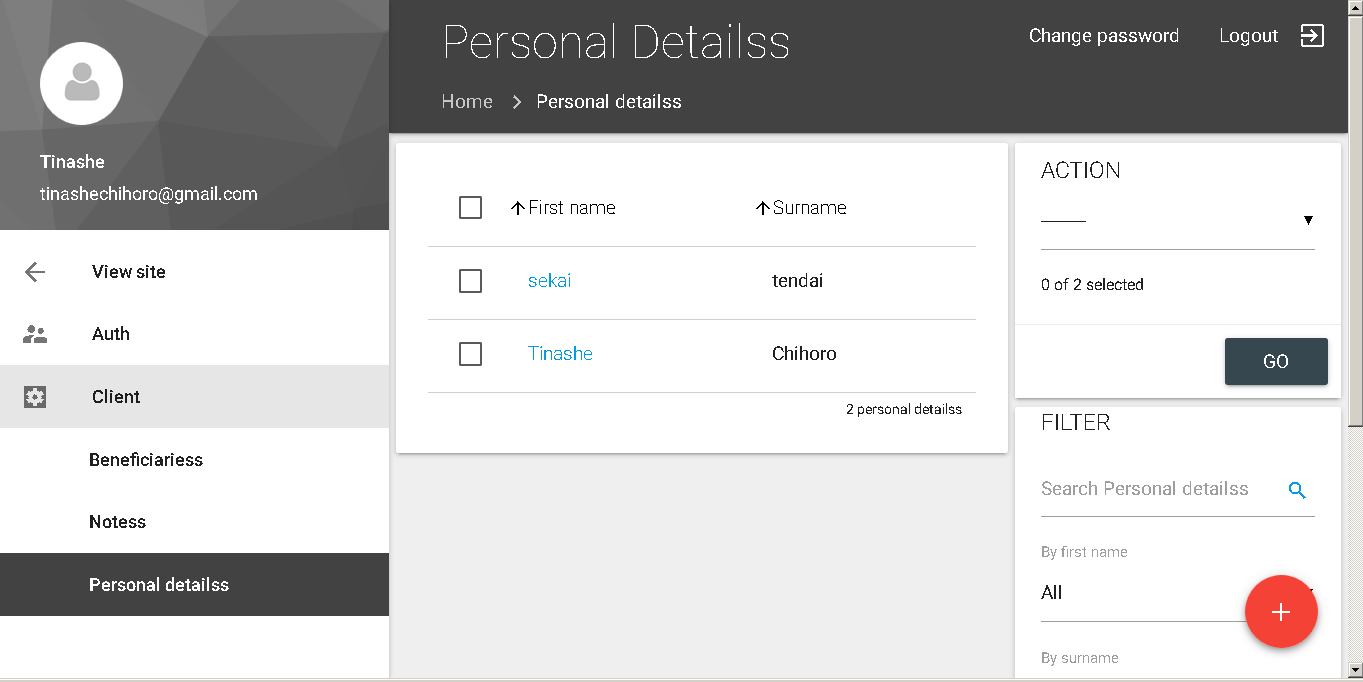 Tinashe
tinashechihoro@gmail.com
View site
Auth
Client
Beneficiariess
Notess
Personal detailss
Personal Detailss
Change password
Logout
Home
Personal detailss
First name
Surname
sekai
tendai
Tinashe
Chihoro
2 personal detailss
ACTION
0 of 2 selected
GO
FILTER
Search Personal detailss
By first name
All
By surname